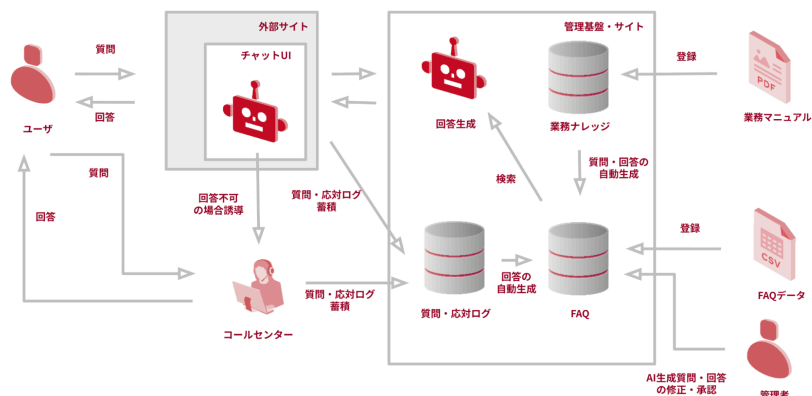 外部サイト
管理基盤・サイト
質問
チャットUI
登録
PDF
回答
ユーザ
回答生成
業務ナレッジ
業務マニュアル
質問
回答不可
の場合誘導
質問・応対ログ
蓄積
検索
質問・回答の
自動生成
回答
登録
CSV
質問・応対ログ
蓄積
回答の
自動生成
FAQデータ
コールセンター
質問・応対ログ
FAQ
AI生成質問・回答
の修正・承認
管理者